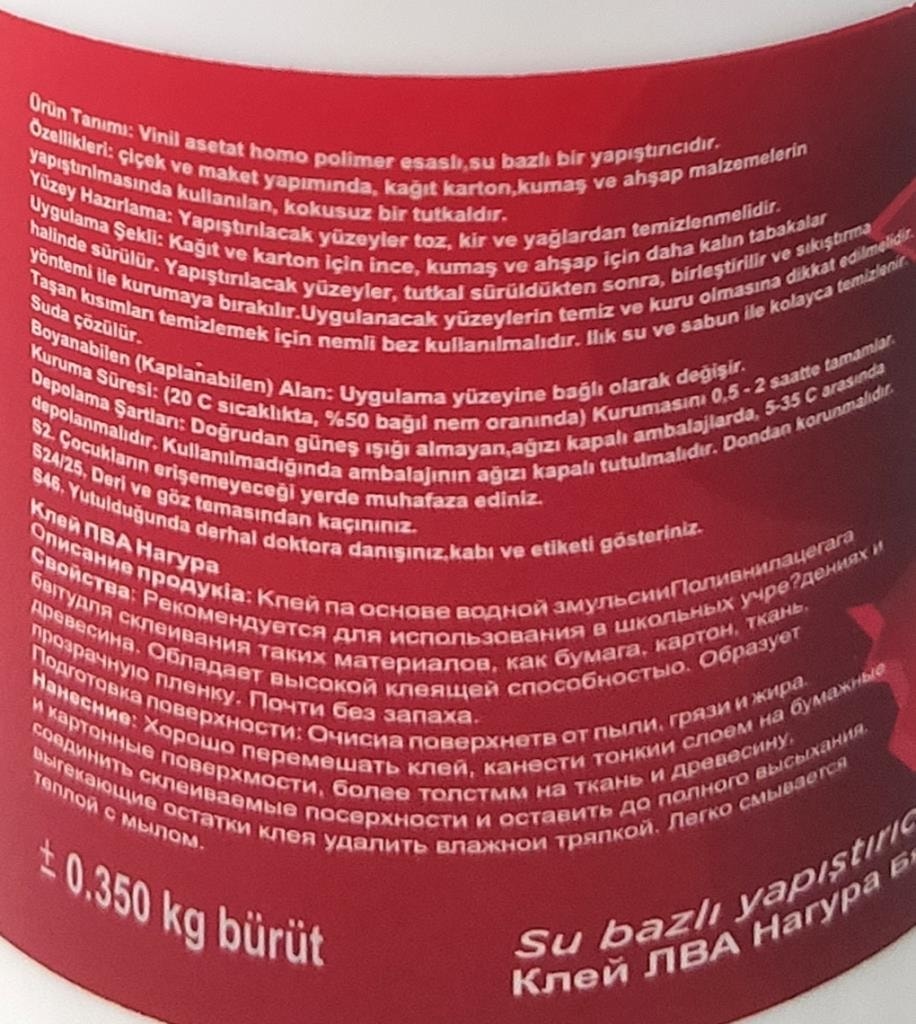 Ürün Tanımı: Vinil asetat homo polimer esaslı,su bazlı bir yapıştırıcıdır.
Özellikleri: çiçek ve maket yapımında, kağıt karton,kumaş ve ahşap malzemelerin
yapıştırılmasında kullanılan, kokusuz bir tutkaldır.
Yüzey Hazırlama: Yapıştırılacak yüzeyler toz, kir ve yağlardan temizlenmelidir.
Uygulama Şekli: Kağıt ve karton için ince, kumaş ve ahşap için daha kalın tabakalar
halinde sürülür. Yapıştırılacak yüzeyler, tutkal sürüldükten sonra, birleştirilir ve sıkıştırma
yöntemi ile kurumaya bırakılır.Uygulanacak yüzeylerin temiz ve kuru olmasına dikkat edilmelidir.
Taşan kısımları temizlemek için nemli bez kullanılmalıdır. Ilık su ve sabun ile kolayca temizlenir.
Suda çözülür.
Boyanabilen (Kaplanabilen) Alan: Uygulama yüzeyine bağlı olarak değişir.
Kuruma Süresi: (20 C sıcaklıkta, %50 bağıl nem oranında) Kurumasını 0,5 - 2 saatte tamamlar.
Depolama Şartları: Doğrudan güneş ışığı almayan,ağızı kapalı ambalajlarda, 5-35 C arasında
depolanmalıdır. Kullanılmadığında ambalajının ağızı kapalı tutulmalıdır. Dondan korunmalıdır.
S2. Çocukların erişemeyeceği yerde muhafaza ediniz.
S24/25. Deri ve göz temasından kaçınınız.
S46. Yutulduğunda derhal doktora danışınız,kabı ve etiketi gösteriniz.
Клей ПВА Нагура
Описание продукіа: Клей па основе водной змульсииПоливнилацегага
Свойства: Рекомендуется для использования в школьных учре?дениях и
бвітудля склеивания таких материалов, как бумага, картон, ткань,
древесина. Обладает высокой клеящей способностью. Образует
прозрачную пленку. Почти без запаха.
Подготовка поверхности: Очисиа поверхнетв от пыли, грязи и жира.
Нанесние: Хорошо перемешать клей, канести тонкии слоем на бумажные
и картонные поверхмости, более толстмм на ткань и древесину,
соединить склеиваемые посерхности и оставить до полного высыхания.
выгекающие остатки клея удалить влажнои тряпкой. Легко смывается
теплой с мылом.
± 0.350 kg bürüt
Su bazlı yapıştırıc
Клей ЛВА Нагура